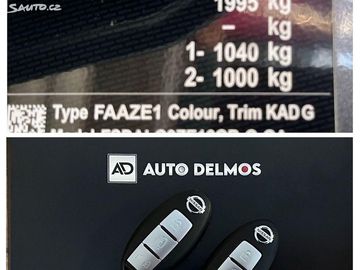 Sauto.cz
1995 kg
– kg
1- 1040 kg
2- 1000 kg
Type FAAZE1 Colour, Trim KADG
AD AUTO DELMOS